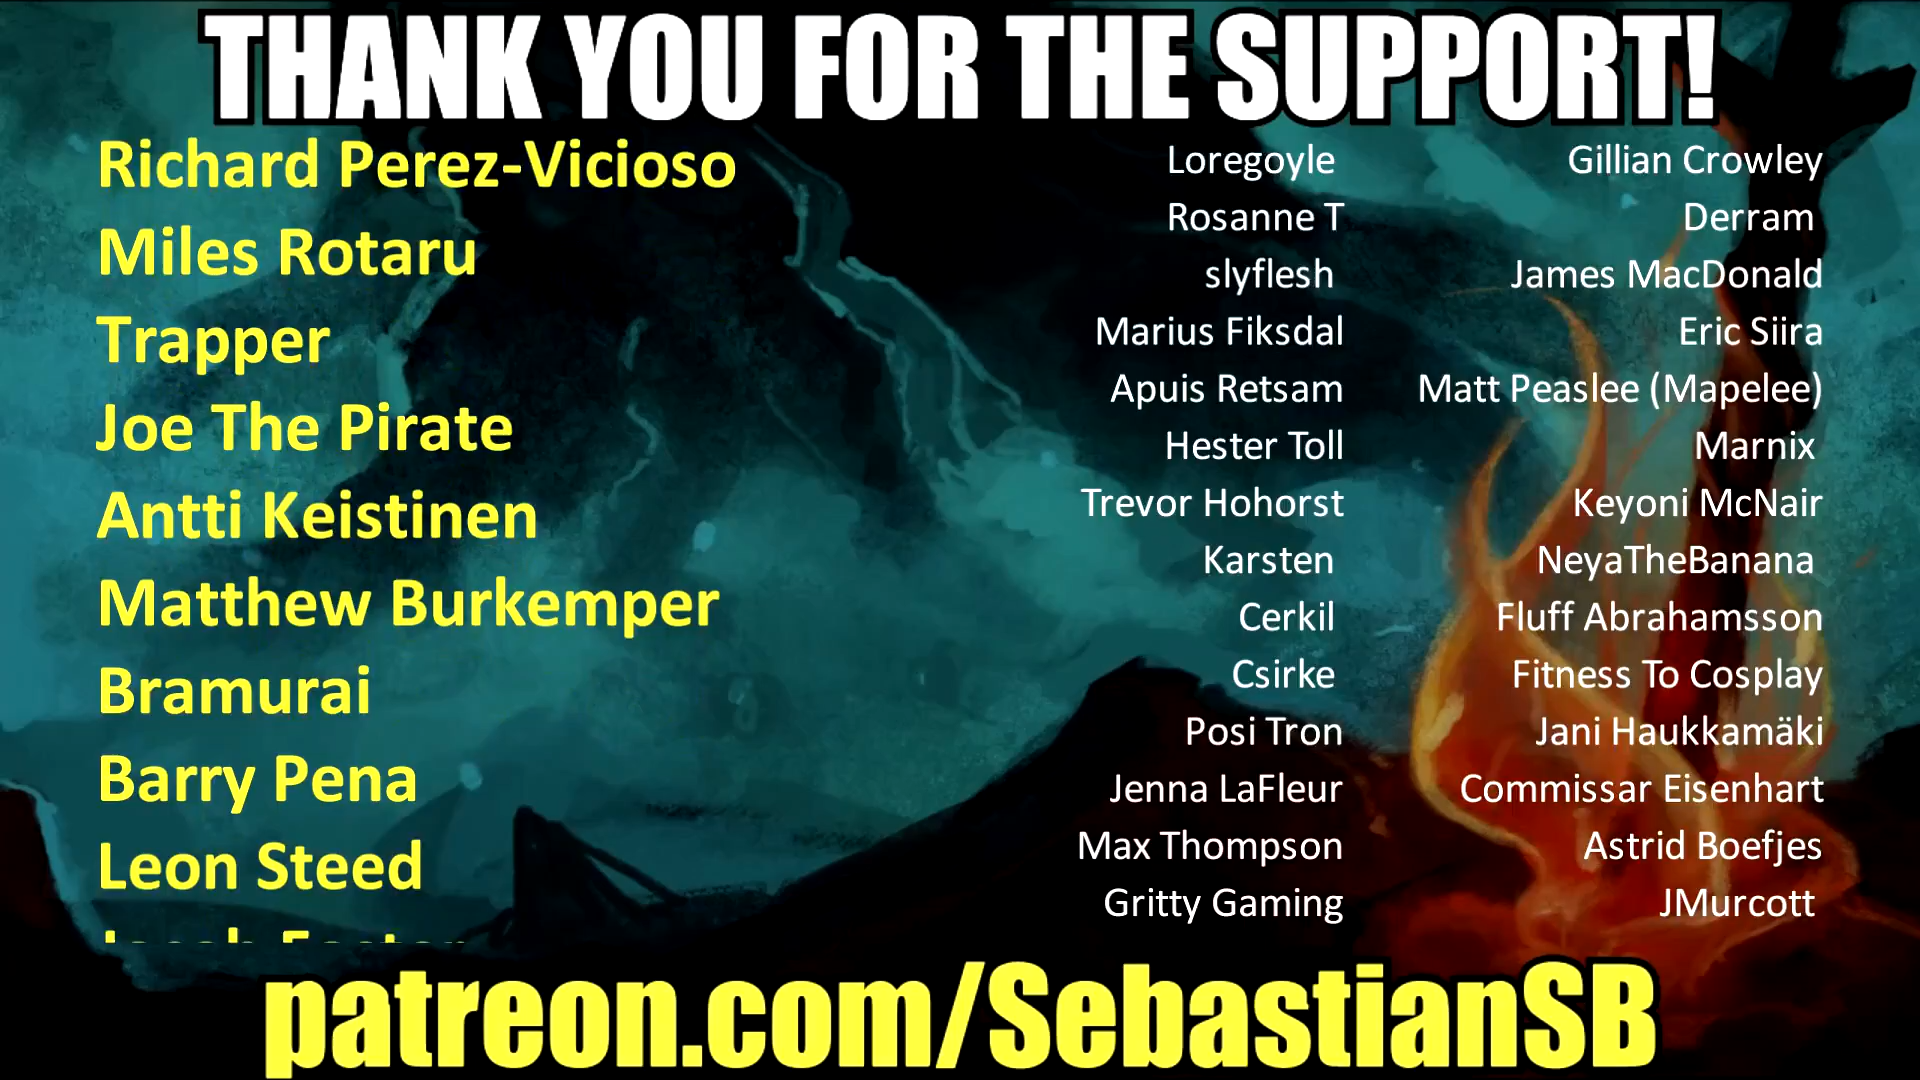 THANK YOU FOR THE SUPPORT!
Richard Perez-Vicioso
Miles Rotaru
Trapper
Joe The Pirate
Antti Keistinen
Matthew Burkemper
Bramurai
Barry Pena
Leon Steed
Loregoyle
Rosanne T
slyflesh
Marius Fiksdal
Apuis Retsam
Hester Toll
Trevor Hohorst
Karsten
Cerkil
Csirke
Posi Tron
Jenna LaFleur
Max Thompson
Gritty Gaming
Gillian Crowley
Derram
James MacDonald
Eric Siira
Matt Peaslee (Mapelee)
Marnix
Keyoni McNair
NeyaTheBanana
Fluff Abrahamsson
Fitness To Cosplay
Jani Haukkamäki
Commissar Eisenhart
Astrid Boefjes
JMurcott
patreon.com/SebastianSB